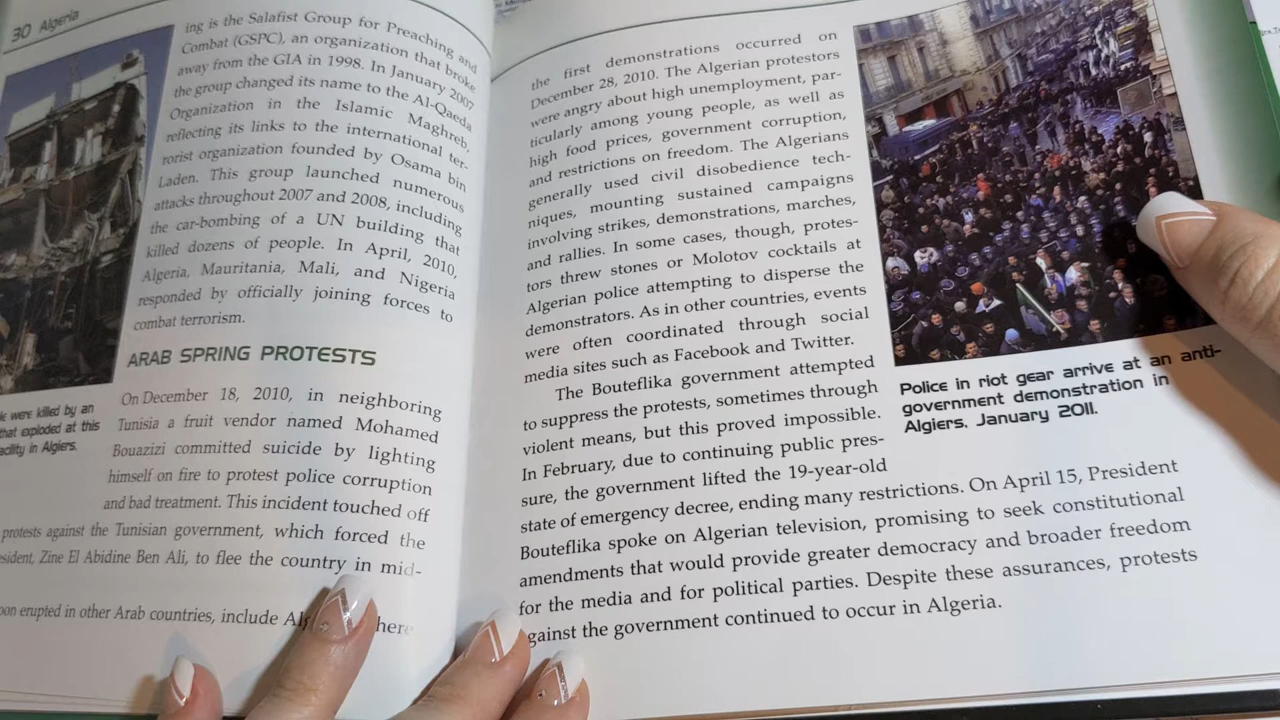 30 Algeria
ing is the Salafist Group for Preaching and
Combat (GSPC), an organization that broke
away from the GIA in 1998. In January 2007
the group changed its name to the Al-Qaeda
Organization in the Islamic Maghreb,
reflecting its links to the international ter-
rorist organization founded by Osama bin
Laden. This group launched numerous
attacks throughout 2007 and 2008, including
the car-bombing of a UN building that
killed dozens of people. In April, 2010,
Algeria, Mauritania, Mali, and Nigeria
responded by officially joining forces to
combat terrorism.
were killed by an
that exploded at this
in Algiers.
ARAB SPRING PROTESTS
On December 18, 2010, in neighboring
Tunisia a fruit vendor named Mohamed
Bouazizi committed suicide by lighting
himself on fire to protest police corruption
and bad treatment. This incident touched off
protests against the Tunisian government, which forced the
Zine El Abidine Ben Ali, to flee the country in mid-
erupted in other Arab countries, include
the first demonstrations occurred on
December 28, 2010. The Algerian protestors
were angry about high unemployment, par-
ticularly among young people, as well as
high food prices, government corruption,
and restrictions on freedom. The Algerians
generally used civil disobedience tech-
niques, mounting sustained campaigns
involving strikes, demonstrations, marches,
and rallies. In some cases, though, protes-
tors threw stones or Molotov cocktails at
Algerian police attempting to disperse the
demonstrators. As in other countries, events
were often coordinated through social
media sites such as Facebook and Twitter.
The Bouteflika government attempted
to suppress the protests, sometimes through
violent means, but this proved impossible.
In February, due to continuing public pres-
sure, the government lifted the 19-year-old
state of emergency decree, ending many restrictions. On April 15, President
Bouteflika spoke on Algerian television, promising to seek constitutional
amendments that would provide greater democracy and broader freedom
for the media and for political parties. Despite these assurances, protests
against the government continued to occur in Algeria.
Police in riot gear arrive at an anti-
government demonstration in
Algiers, January 2011.